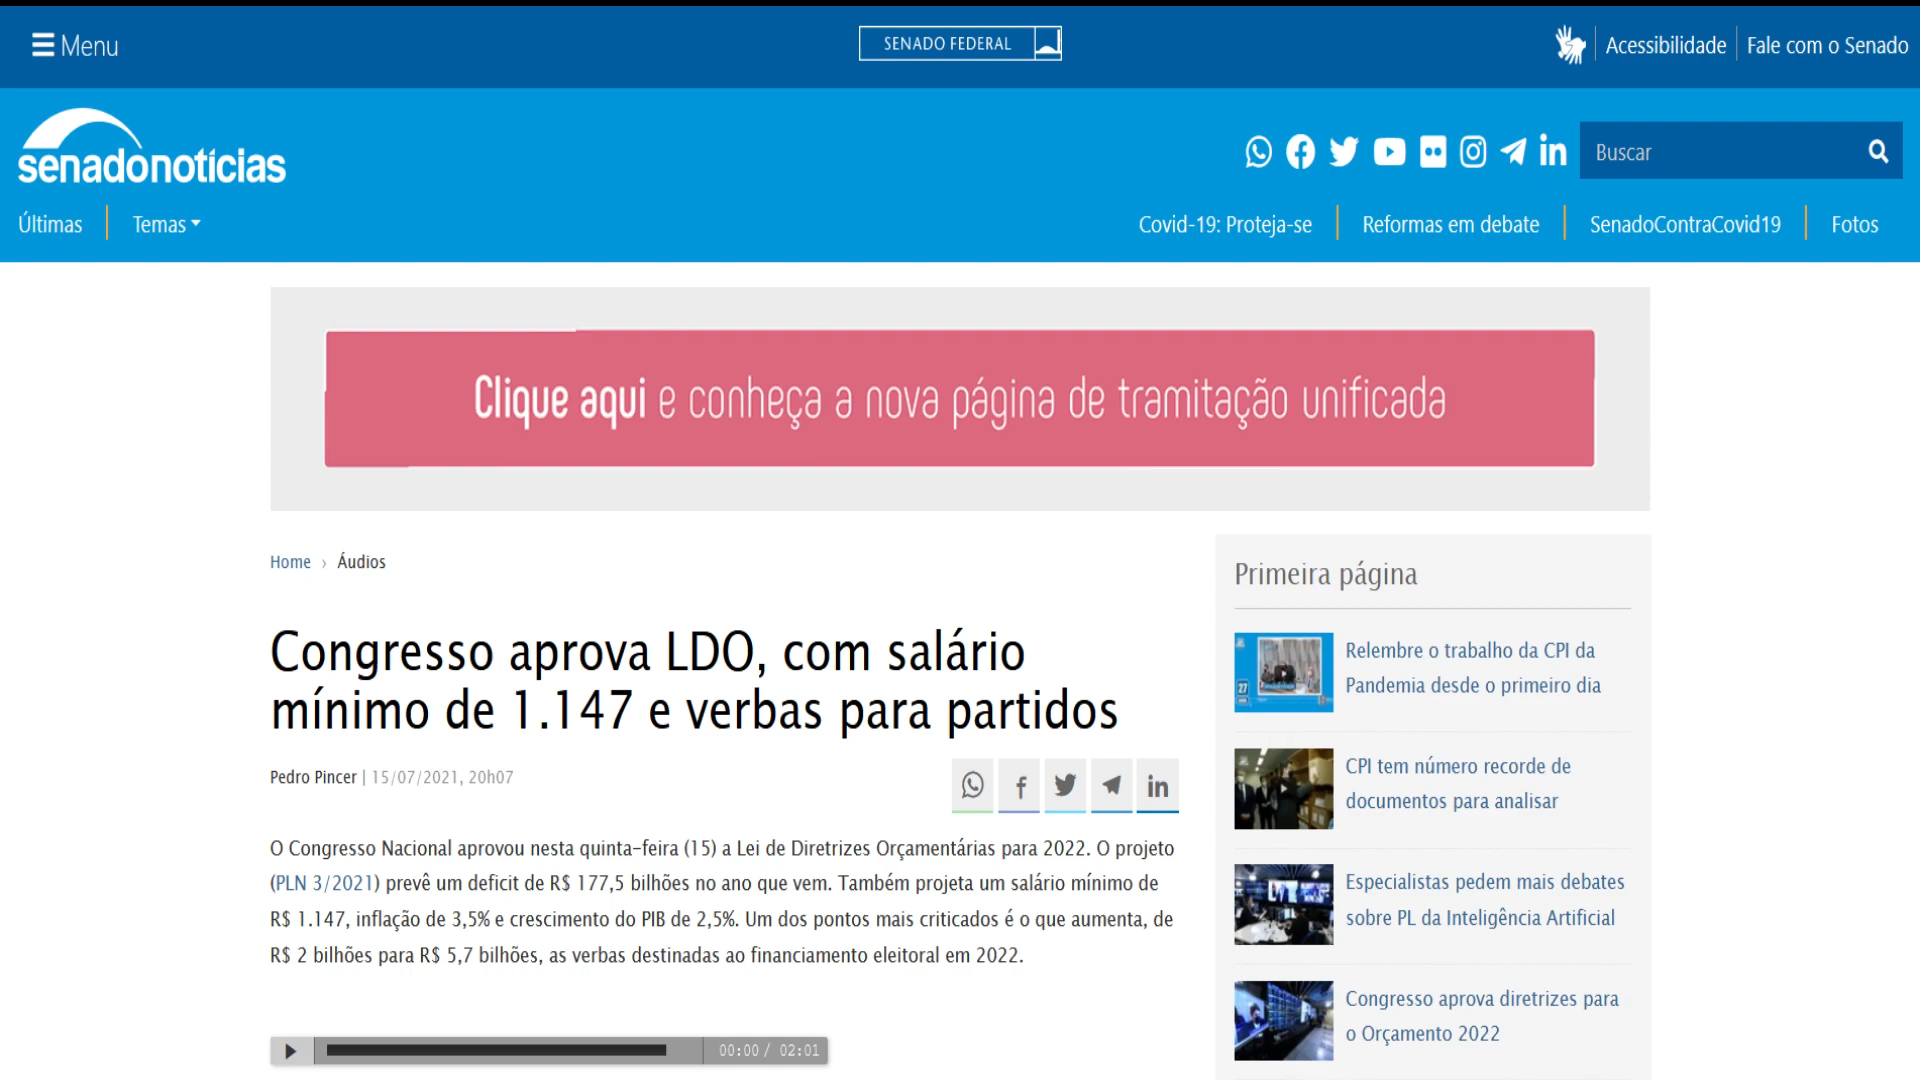 Menu
SENADO FEDERAL
Acessibilidade
Fale com o Senado
senadonotícias
Buscar
Últimas
Temas
Covid-19: Proteja-se
Reformas em debate
SenadoContraCovid19
Fotos
Clique aqui e conheça a nova página de tramitação unificada
Home › Áudios
Congresso aprova LDO, com salário
mínimo de 1.147 e verbas para partidos
Pedro Pincer | 15/07/2021, 20h07
O Congresso Nacional aprovou nesta quinta-feira (15) a Lei de Diretrizes Orçamentárias para 2022. O projeto
(PLN 3/2021) prevê um deficit de R$ 177,5 bilhões no ano que vem. Também projeta um salário mínimo de
R$ 1.147, inflação de 3,5% e crescimento do PIB de 2,5%. Um dos pontos mais criticados é o que aumenta, de
R$ 2 bilhões para R$ 5,7 bilhões, as verbas destinadas ao financiamento eleitoral em 2022.
00:00 / 02:01
Primeira página
Relembre o trabalho da CPI da
Pandemia desde o primeiro dia
27
CPI tem número recorde de
documentos para analisar
Especialistas pedem mais debates
sobre PL da Inteligência Artificial
Congresso aprova diretrizes para
o Orçamento 2022